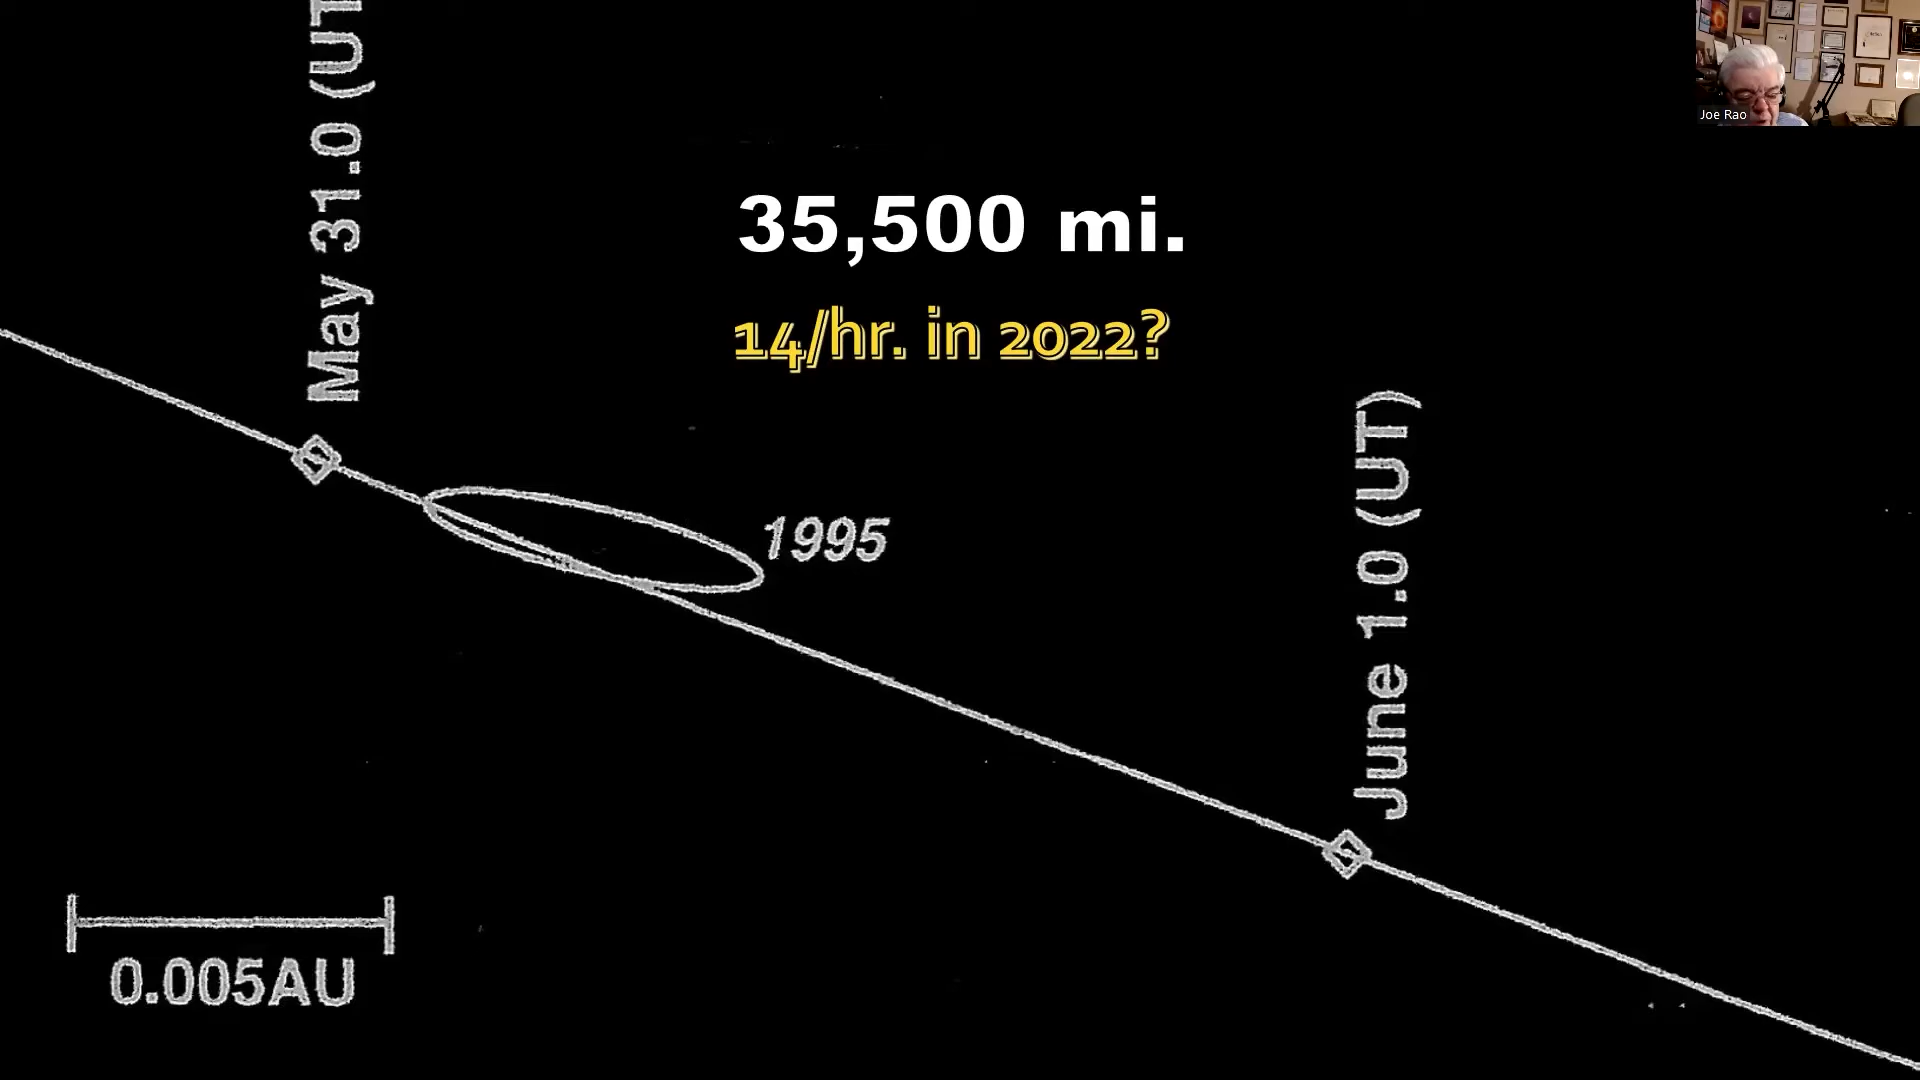 May 31.0 (UT
Joe Rao
35,500 mi.
14/hr. in 2022?
June 1.0 (UT)
1995
0.005AU